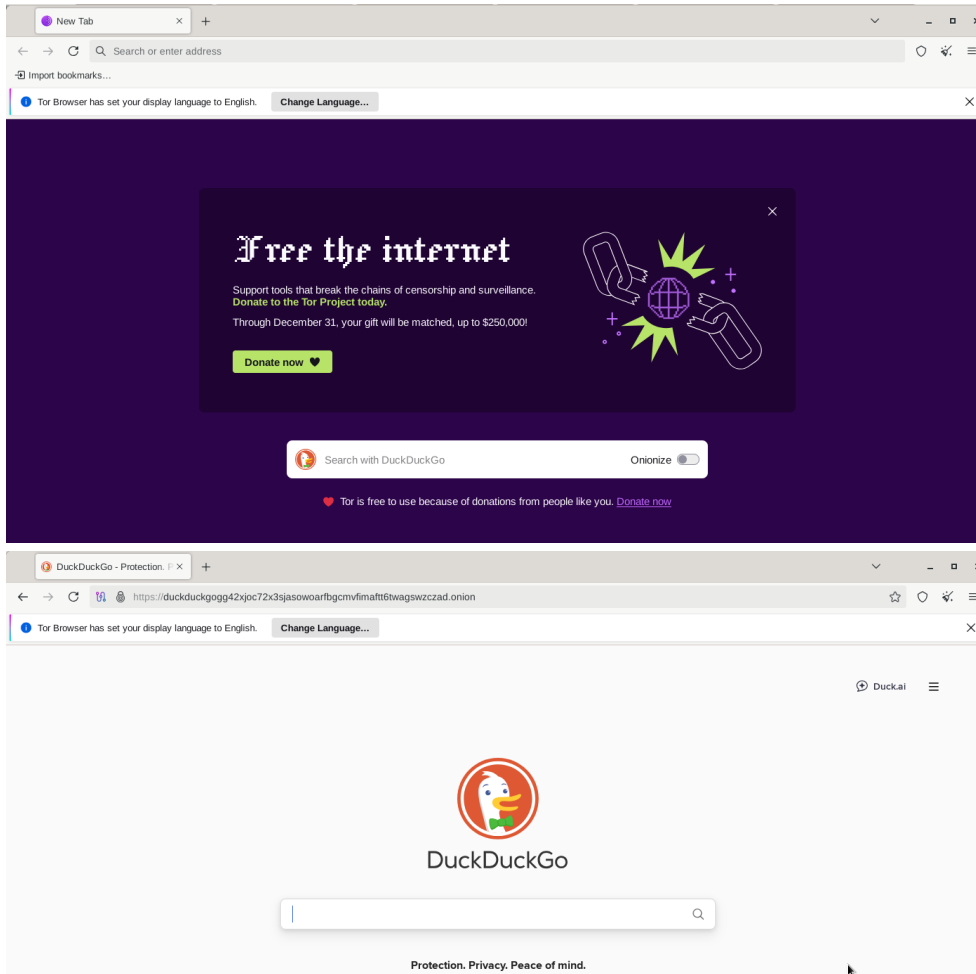 New Tab
Search or enter address
Import bookmarks...
Tor Browser has set your display language to English. Change Language...
Free the internet
Support tools that break the chains of censorship and surveillance.
Donate to the Tor Project today.
Through December 31, your gift will be matched, up to $250,000!
Donate now
Search with DuckDuckGo Onionize
Tor is free to use because of donations from people like you. Donate now
DuckDuckGo - Protection.
https://duckduckgogg42xjoc72x3sjasowoarfbgcmvfimaftt6twagswzczad.onion
Tor Browser has set your display language to English. Change Language...
Duck.ai
DuckDuckGo
Protection. Privacy. Peace of mind.